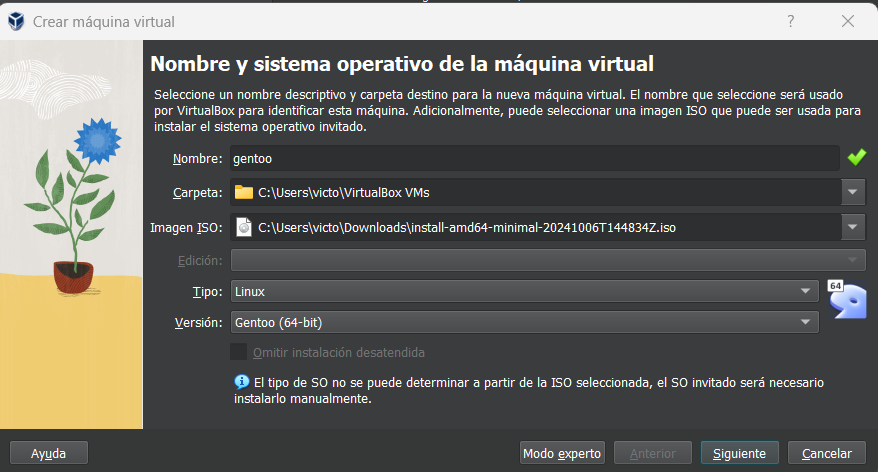 Crear máquina virtual
?
Nombre y sistema operativo de la máquina virtual
Seleccione un nombre descriptivo y carpeta destino para la nueva máquina virtual. El nombre que seleccione será usado
por VirtualBox para identificar esta máquina. Adicionalmente, puede seleccionar una imagen ISO que puede ser usada para
instalar el sistema operativo invitado.
Nombre: gentoo
Carpeta: C:\Users\victo\VirtualBox VMs
Imagen ISO: C:\Users\victo\Downloads\install-amd64-minimal-20241006T144834Z.iso
Edición:
Tipo: Linux
64
Versión: Gentoo (64-bit)
Omitir instalación desatendida
El tipo de SO no se puede determinar a partir de la ISO seleccionada, el SO invitado será necesario
instalarlo manualmente.
Ayuda Modo experto Anterior Siguiente Cancelar